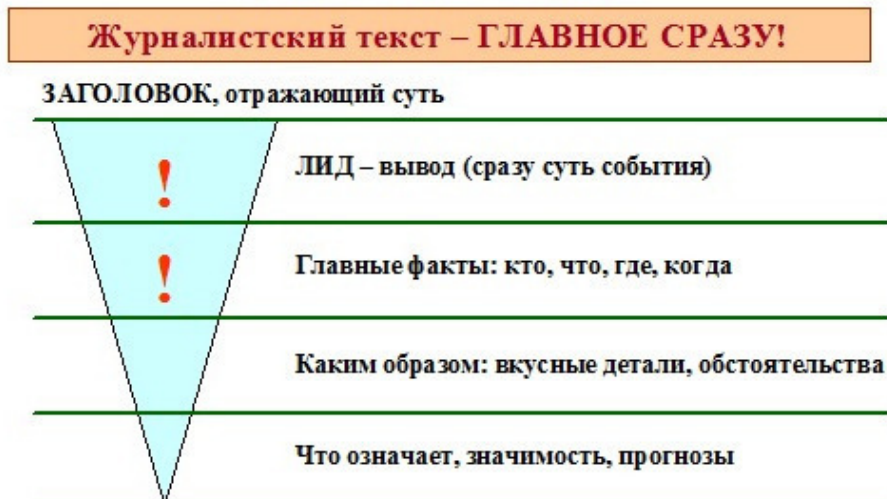 Журналистский текст – ГЛАВНОЕ СРАЗУ!
ЗАГОЛОВОК, отражающий суть
!
ЛИД – вывод (сразу суть события)
!
Главные факты: кто, что, где, когда
Каким образом: вкусные детали, обстоятельства
Что означает, значимость, прогнозы